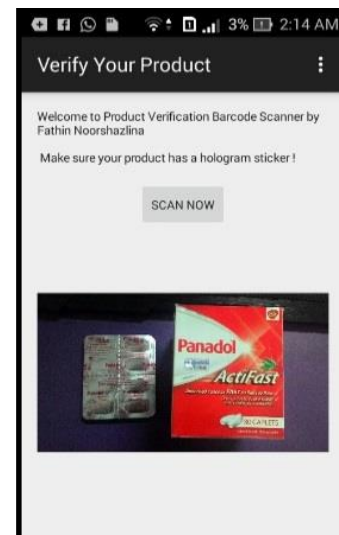 3% 2:14 AM
Verify Your Product
Welcome to Product Verification Barcode Scanner by
Fathin Noorshazlina
Make sure your product has a hologram sticker !
SCAN NOW
Panadol
ActiFast
CAPLETS